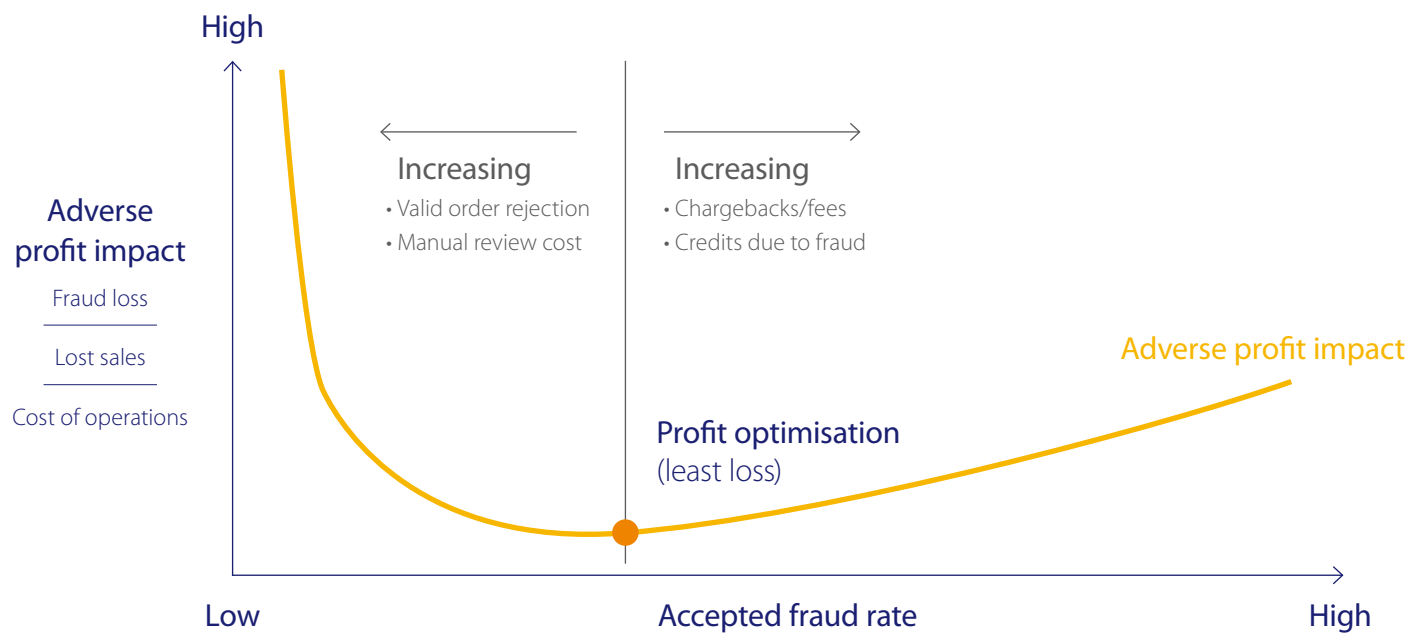 High
Adverse
profit impact
Fraud loss
Lost sales
Cost of operations
Increasing
• Valid order rejection
• Manual review cost
Increasing
• Chargebacks/fees
• Credits due to fraud
Adverse profit impact
Profit optimisation
(least loss)
Low
Accepted fraud rate
High